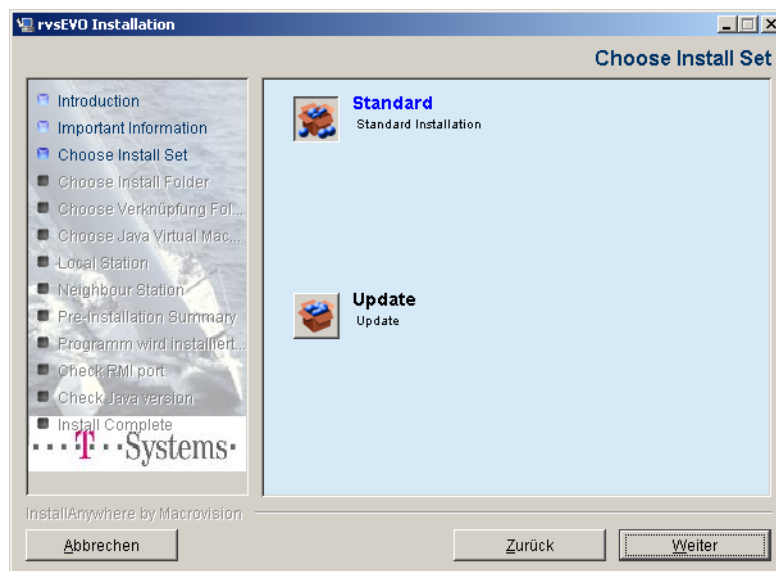 rvsEVO Installation
Choose Install Set
Introduction
Important Information
Choose Install Set
Choose Install Folder
Choose Verknüpfung Fol...
Choose Java Virtual Mac...
Local Station
Neighbour Station
Pre-Installation Summary
Programm wird installiert...
Check RMI port
Check Java version
Install Complete
T Systems
Standard
Standard Installation
Update
Update
InstallAnywhere by Macrovision
Abbrechen
Zurück
Weiter